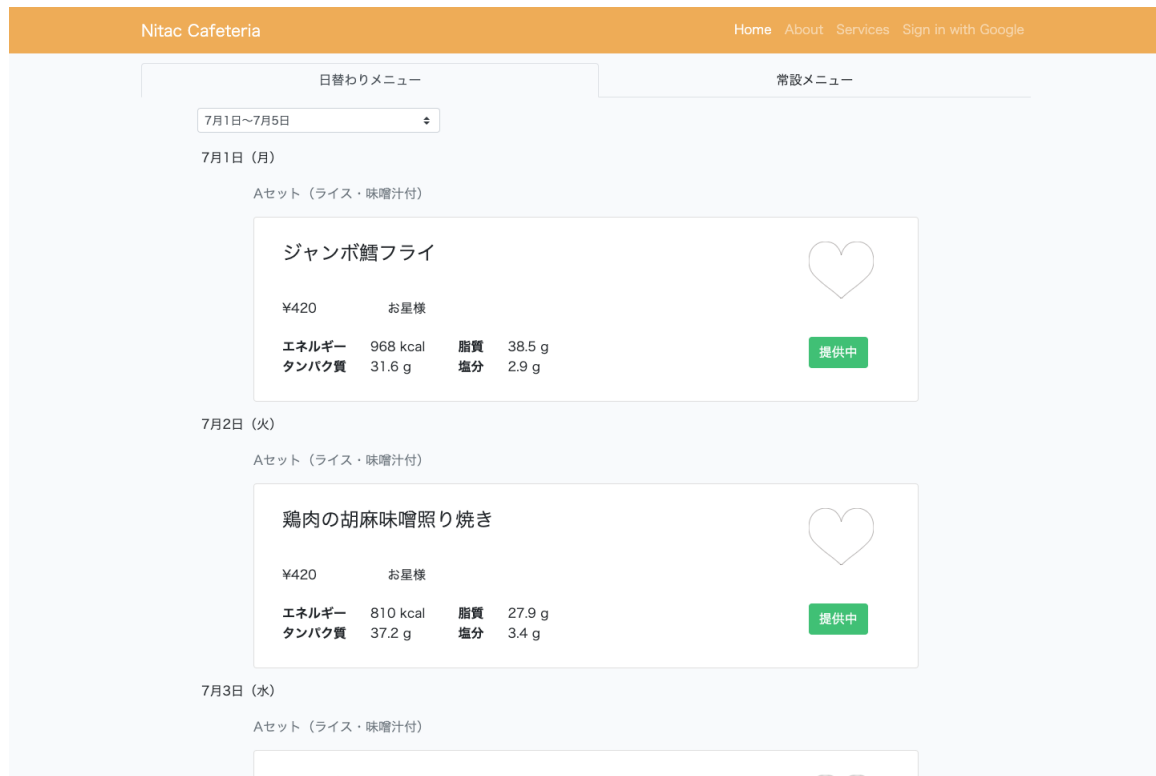 Nitac Cafeteria Home About Services Sign in with Google
日替わりメニュー 常設メニュー
7月1日〜7月5日
7月1日（月）
Aセット（ライス・味噌汁付）
ジャンボ鱈フライ
¥420 お星様
エネルギー 968 kcal 脂質 38.5 g
提供中
タンパク質 31.6 g 塩分 2.9 g
7月2日（火）
Aセット（ライス・味噌汁付）
鶏肉の胡麻味噌照り焼き
¥420 お星様
エネルギー 810 kcal 脂質 27.9 g
提供中
タンパク質 37.2 g 塩分 3.4 g
7月3日（水）
Aセット（ライス・味噌汁付）